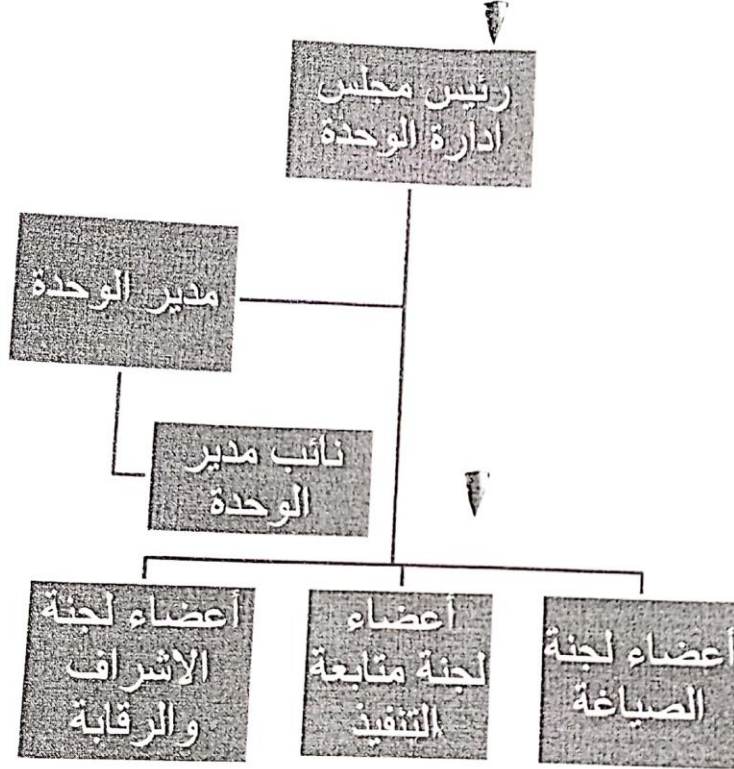 رئيس مجلس
ادارة الوحدة
مدير الوحدة
نائب مدير
الوحدة
أعضاء لجنة
الصياغة
أعضاء
لجنة متابعة
التنفيذ
أعضاء لجنة
الاشراف
والرقابة